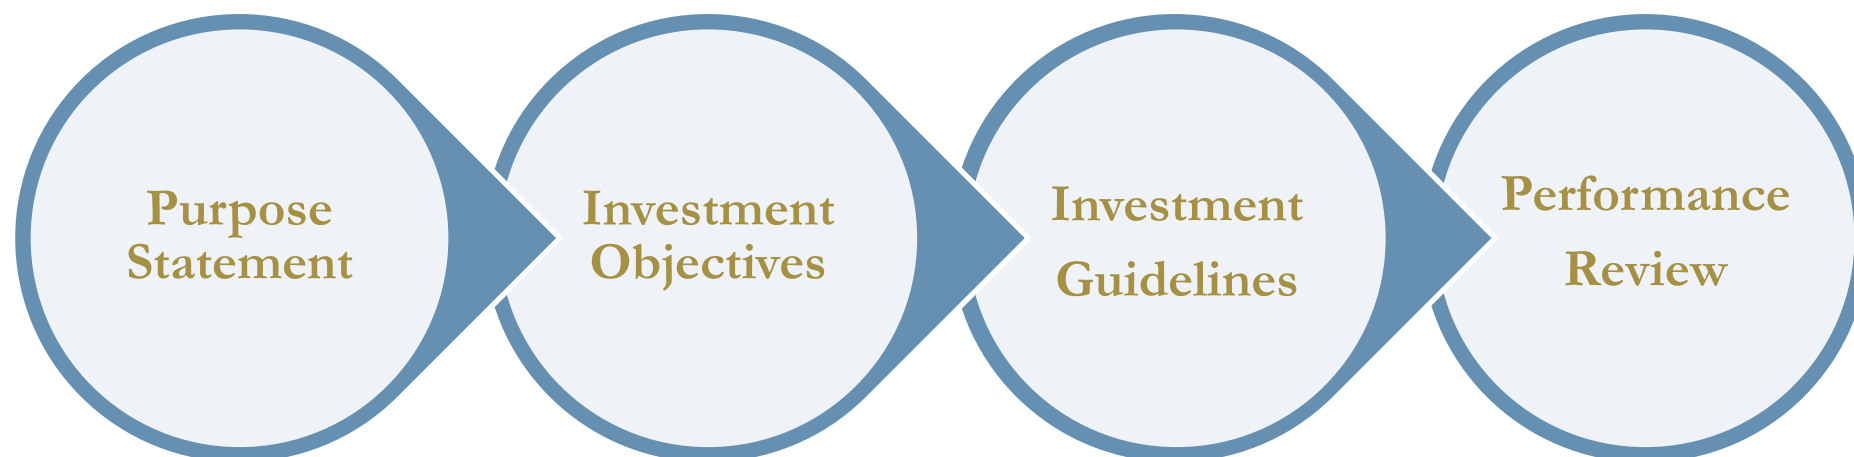 Purpose
Statement
Investment
Objectives
Investment
Guidelines
Performance
Review